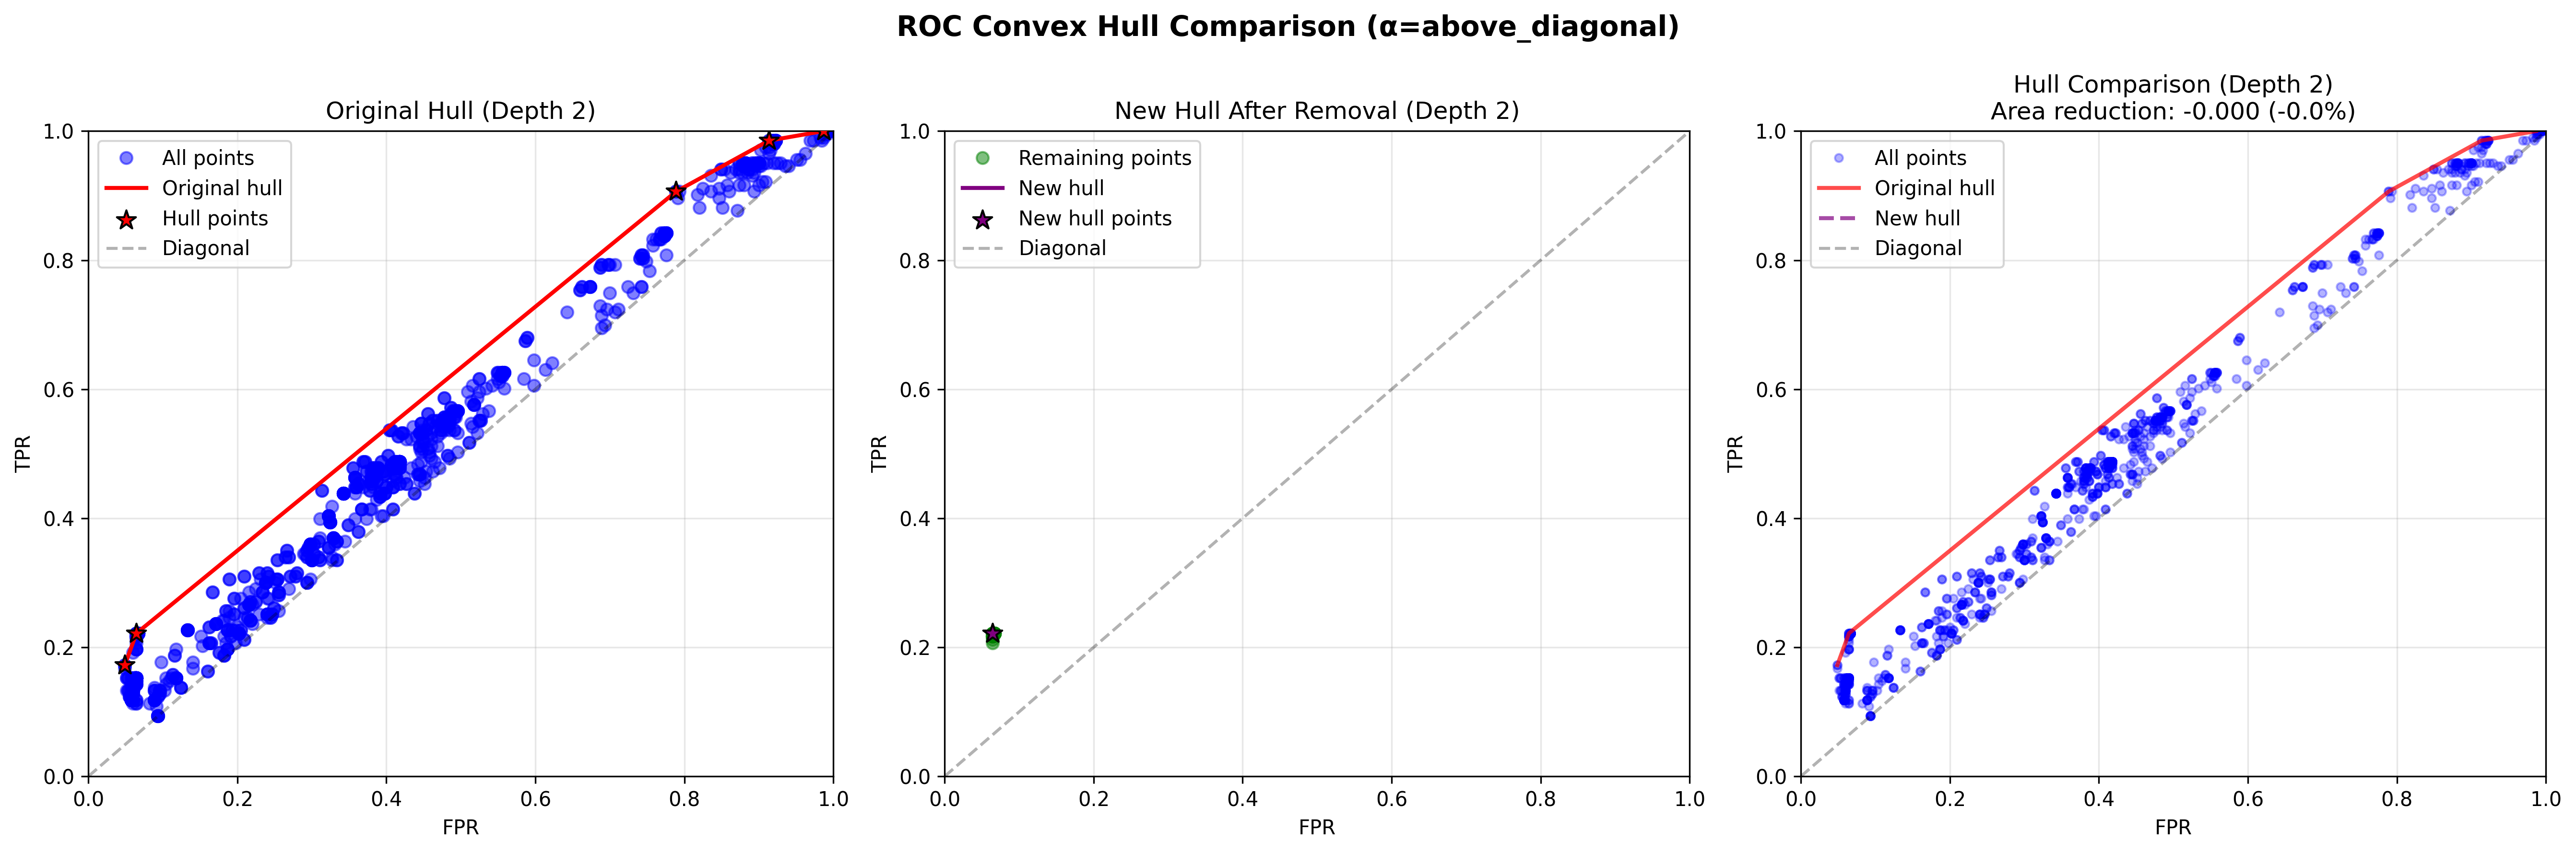 ROC Convex Hull Comparison (α=above_diagonal)
Original Hull (Depth 2)
All points
Original hull
Hull points
Diagonal
1.0
0.8
0.6
0.4
0.2
0.0
TPR
0.0 0.2 0.4 0.6 0.8 1.0
FPR
New Hull After Removal (Depth 2)
Remaining points
New hull
New hull points
Diagonal
1.0
0.8
0.6
0.4
0.2
0.0
TPR
0.0 0.2 0.4 0.6 0.8 1.0
FPR
Hull Comparison (Depth 2)
Area reduction: -0.000 (-0.0%)
All points
Original hull
New hull
Diagonal
1.0
0.8
0.6
0.4
0.2
0.0
TPR
0.0 0.2 0.4 0.6 0.8 1.0
FPR